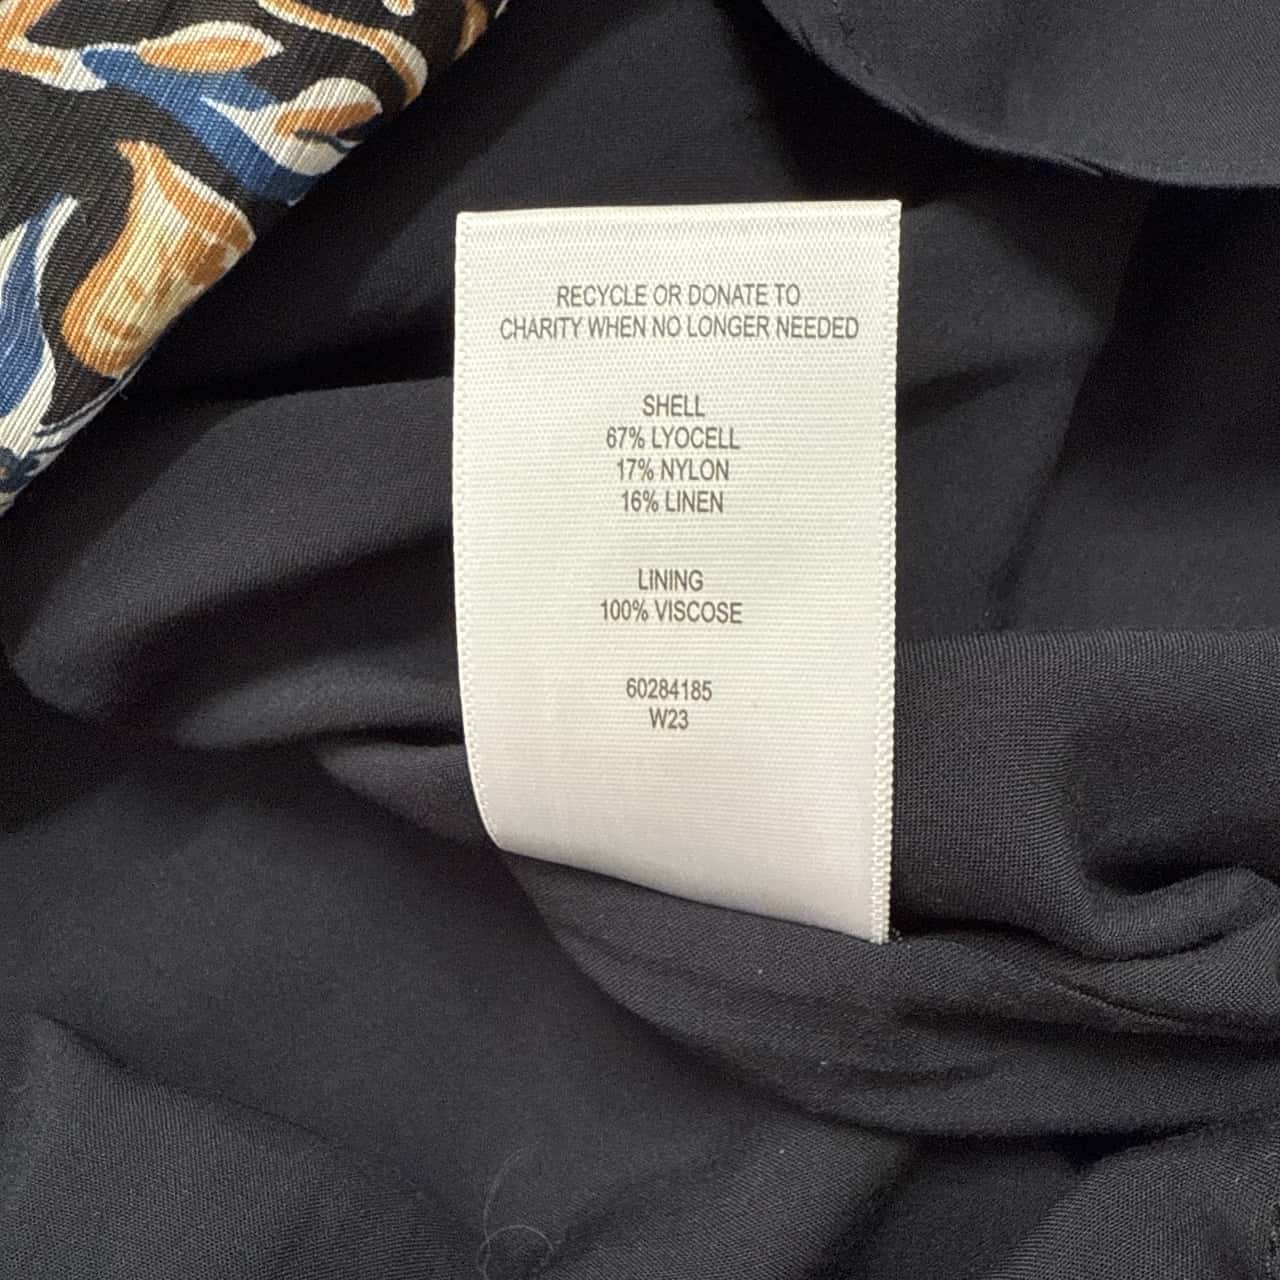 RECYCLE OR DONATE TO
CHARITY WHEN NO LONGER NEEDED
SHELL
67% LYOCELL
17% NYLON
16% LINEN
LINING
100% VISCOSE
60284185
W23